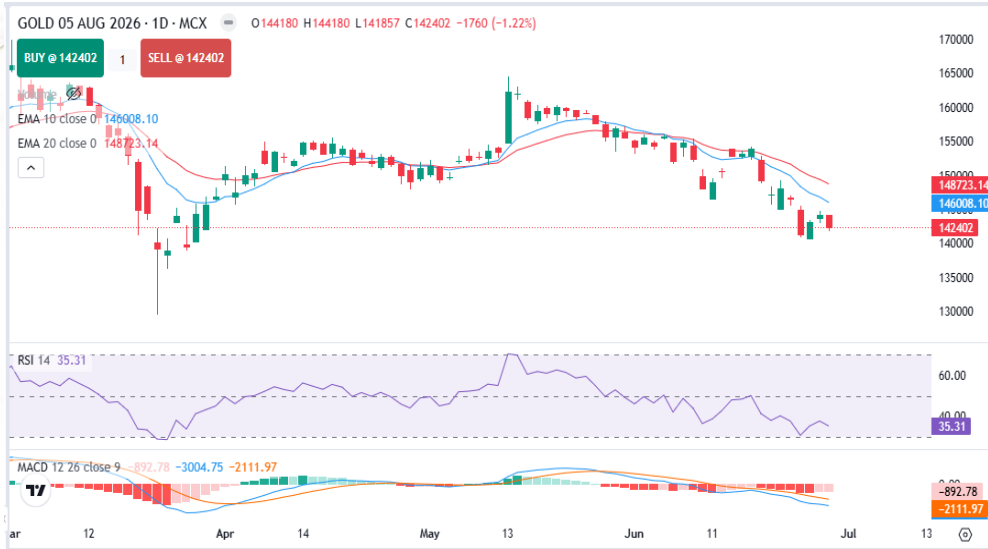 GOLD 05 AUG 2026 · 1D · MCX O144180 H144180 L141857 C142402 −1760 (−1.22%)
BUY @ 142402 1 SELL @ 142402
Volume
EMA 10 close 0 146008.10
EMA 20 close 0 148723.14
170000
165000
160000
155000
150000
148723.14
146008.10
142402
140000
135000
130000
RSI 14 35.31
60.00
40.00
35.31
MACD 12 26 close 9 −892.78 −3004.75 −2111.97
−892.78
−2111.97
ar 12 Apr 14 May 13 Jun 11 Jul 13